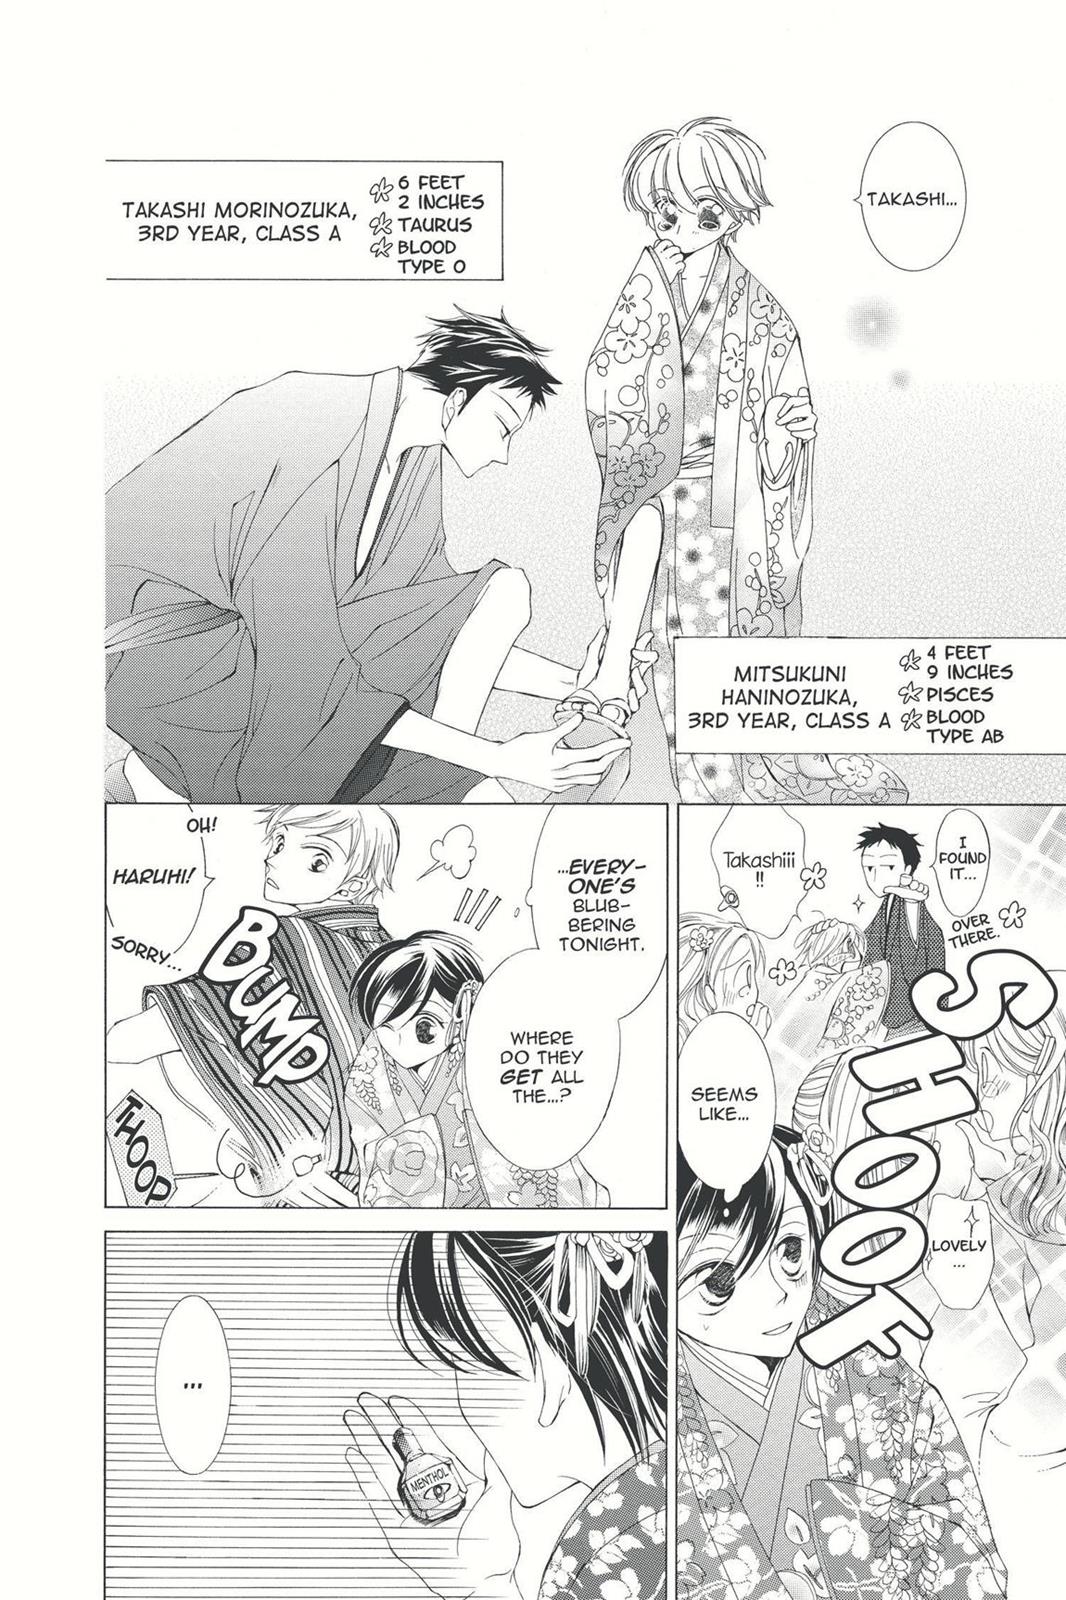 TAKASHI...
TAKASHI MORINOZUKA,
3RD YEAR, CLASS A
6 FEET
2 INCHES
TAURUS
BLOOD
TYPE O
MITSUKUNI
HANINOZUKA,
3RD YEAR, CLASS A
4 FEET
9 INCHES
PISCES
BLOOD
TYPE AB
I
FOUND
IT...
OVER
THERE.
Takashiii
!!
SHOOF
SEEMS
LIKE...
LOVELY
...
...EVERY-
ONE'S
BLUB-
BERING
TONIGHT.
WHERE
DO THEY
GET ALL
THE...?
OH!
HARUHI!
SORRY...
BUMP
THOOP
...
MENTHOL